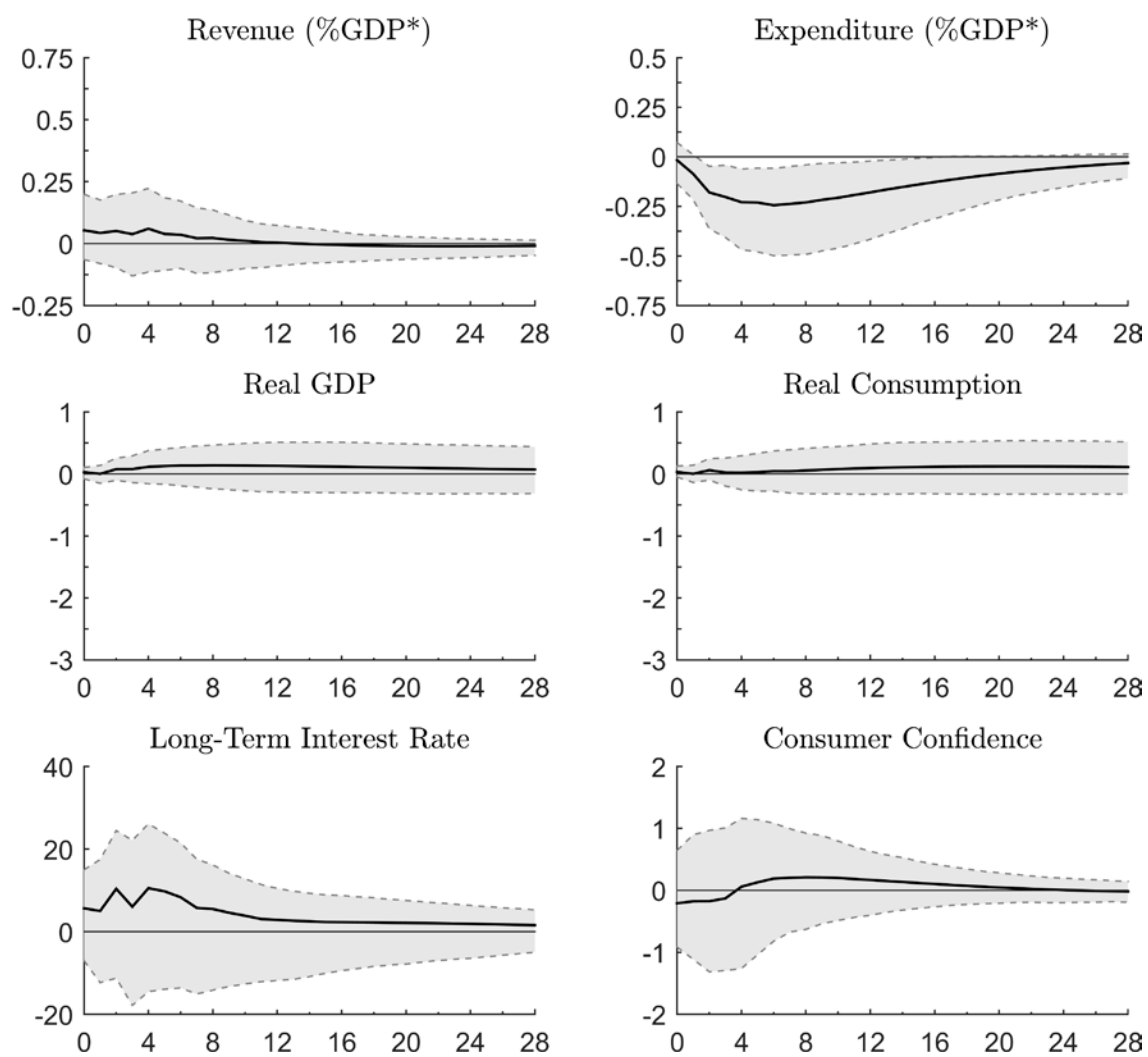 Revenue (%GDP*)
0.75
0.5
0.25
0
-0.25
0 4 8 12 16 20 24 28
Expenditure (%GDP*)
0.5
0.25
0
-0.25
-0.5
-0.75
0 4 8 12 16 20 24 28
Real GDP
1
0
-1
-2
-3
0 4 8 12 16 20 24 28
Real Consumption
1
0
-1
-2
-3
0 4 8 12 16 20 24 28
Long-Term Interest Rate
40
20
0
-20
0 4 8 12 16 20 24 28
Consumer Confidence
2
1
0
-1
-2
0 4 8 12 16 20 24 28